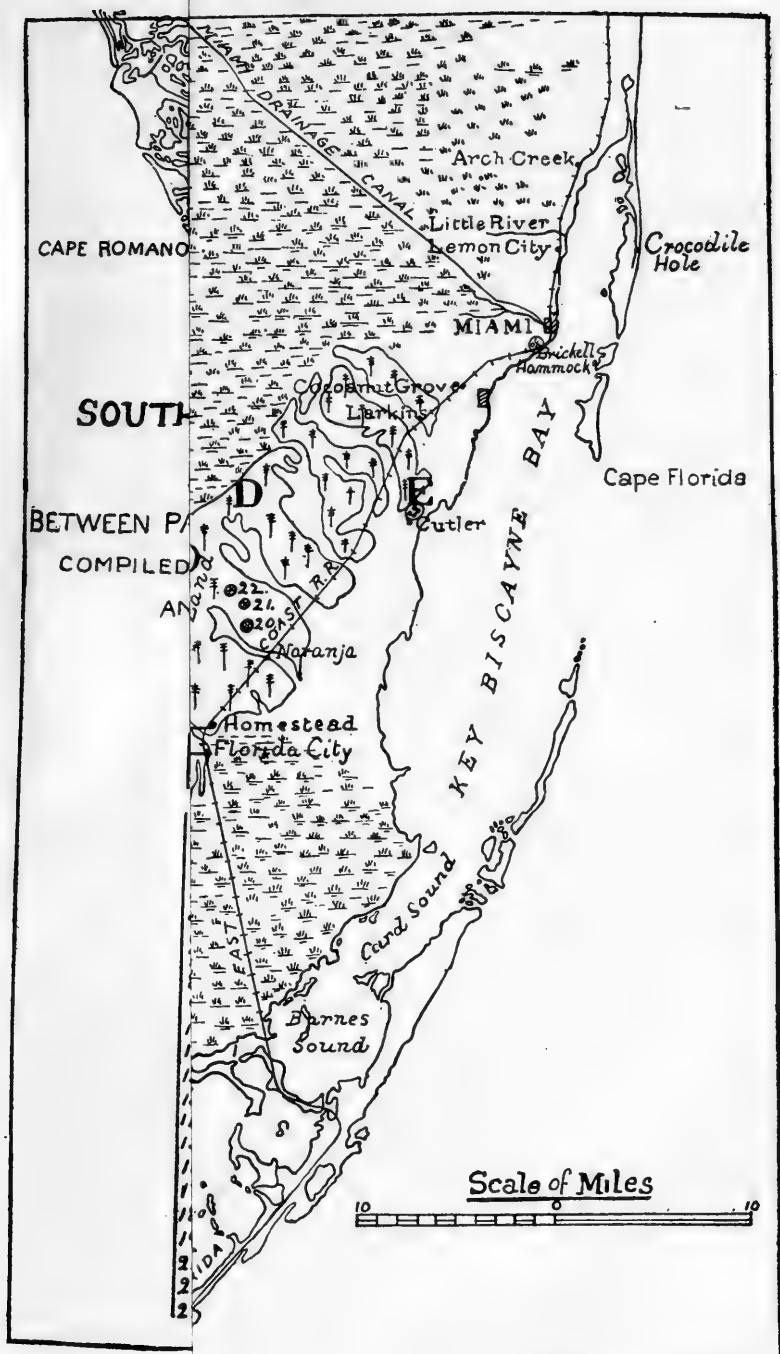 MIAMI DRAINAGE CANAL
Arch Creek
Little River
Lemon City
CAPE ROMANO
Crocodile
Hole
MIAMI
Brickells
Hammock
Cocoanut Grove
Larkins
SOUTH
Cape Florida
D
E
BETWEEN PA
Cutler
COMPILED
AN
22.
21.
20.
COAST R.R.
Naranja
KEY BISCAYNE BAY
Homestead
Florida City
Card Sound
EAST
Barnes
Sound
S
Scale of Miles
10 0 10